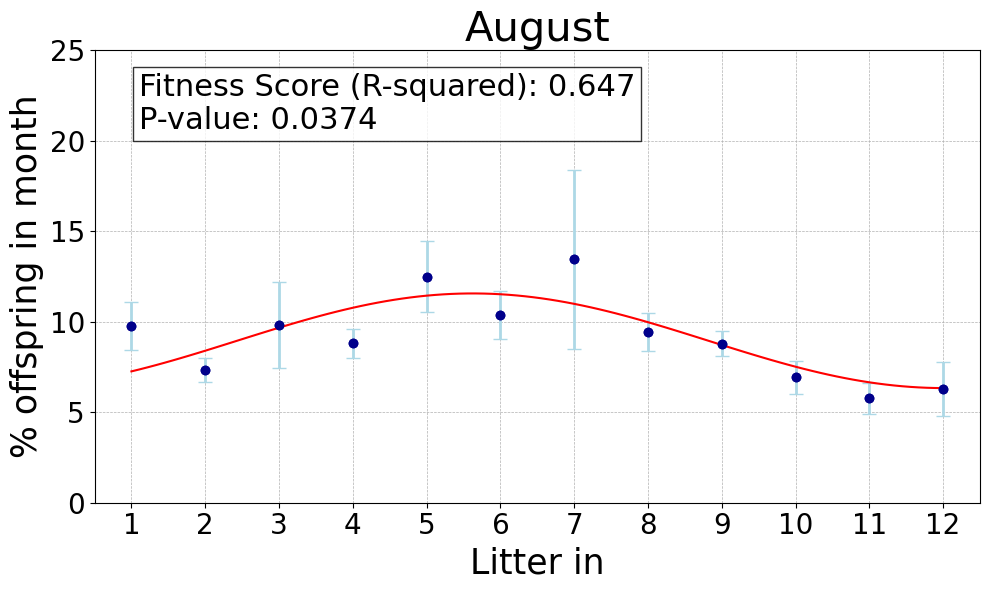 August
Fitness Score (R-squared): 0.647
P-value: 0.0374
% offspring in month
25
20
15
10
5
0
1 2 3 4 5 6 7 8 9 10 11 12
Litter in